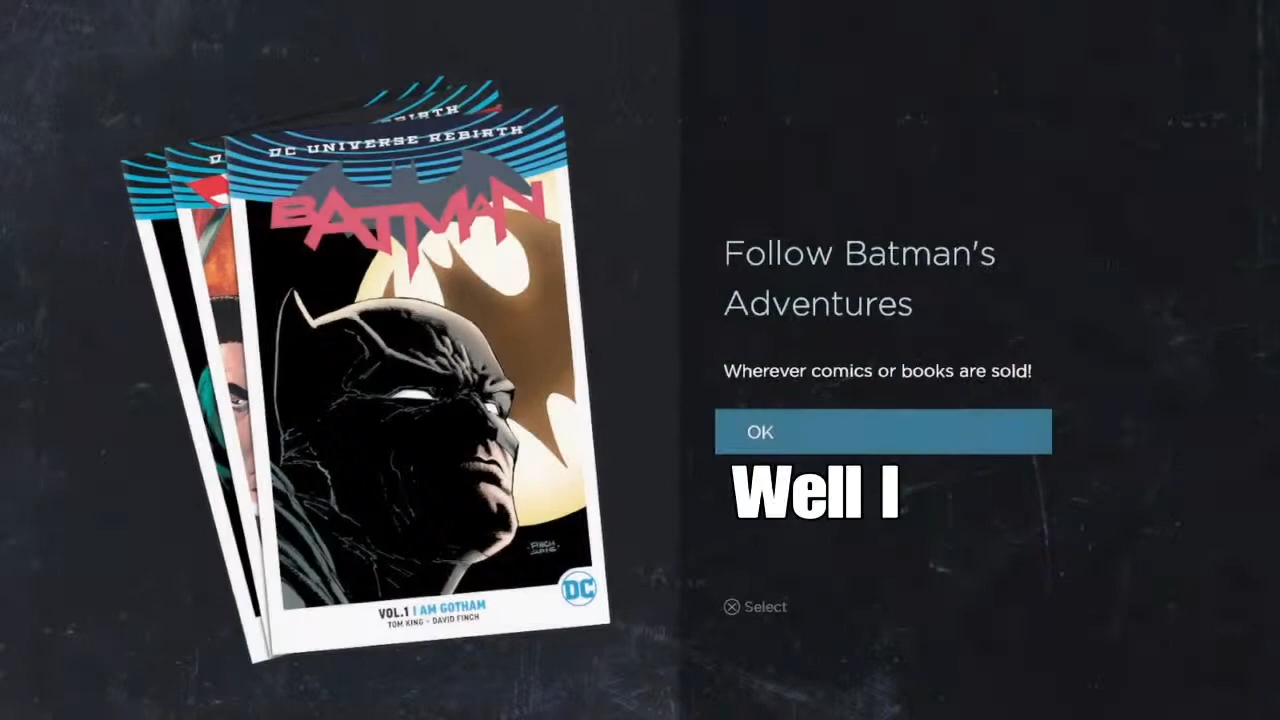 BIRTH
D
DC UNIVERSE REBIRTH
BATMAN
VOL.1 I AM GOTHAM
TOM KING - DAVID FINCH
DC
Follow Batman's
Adventures
Wherever comics or books are sold!
OK
Well I
Select